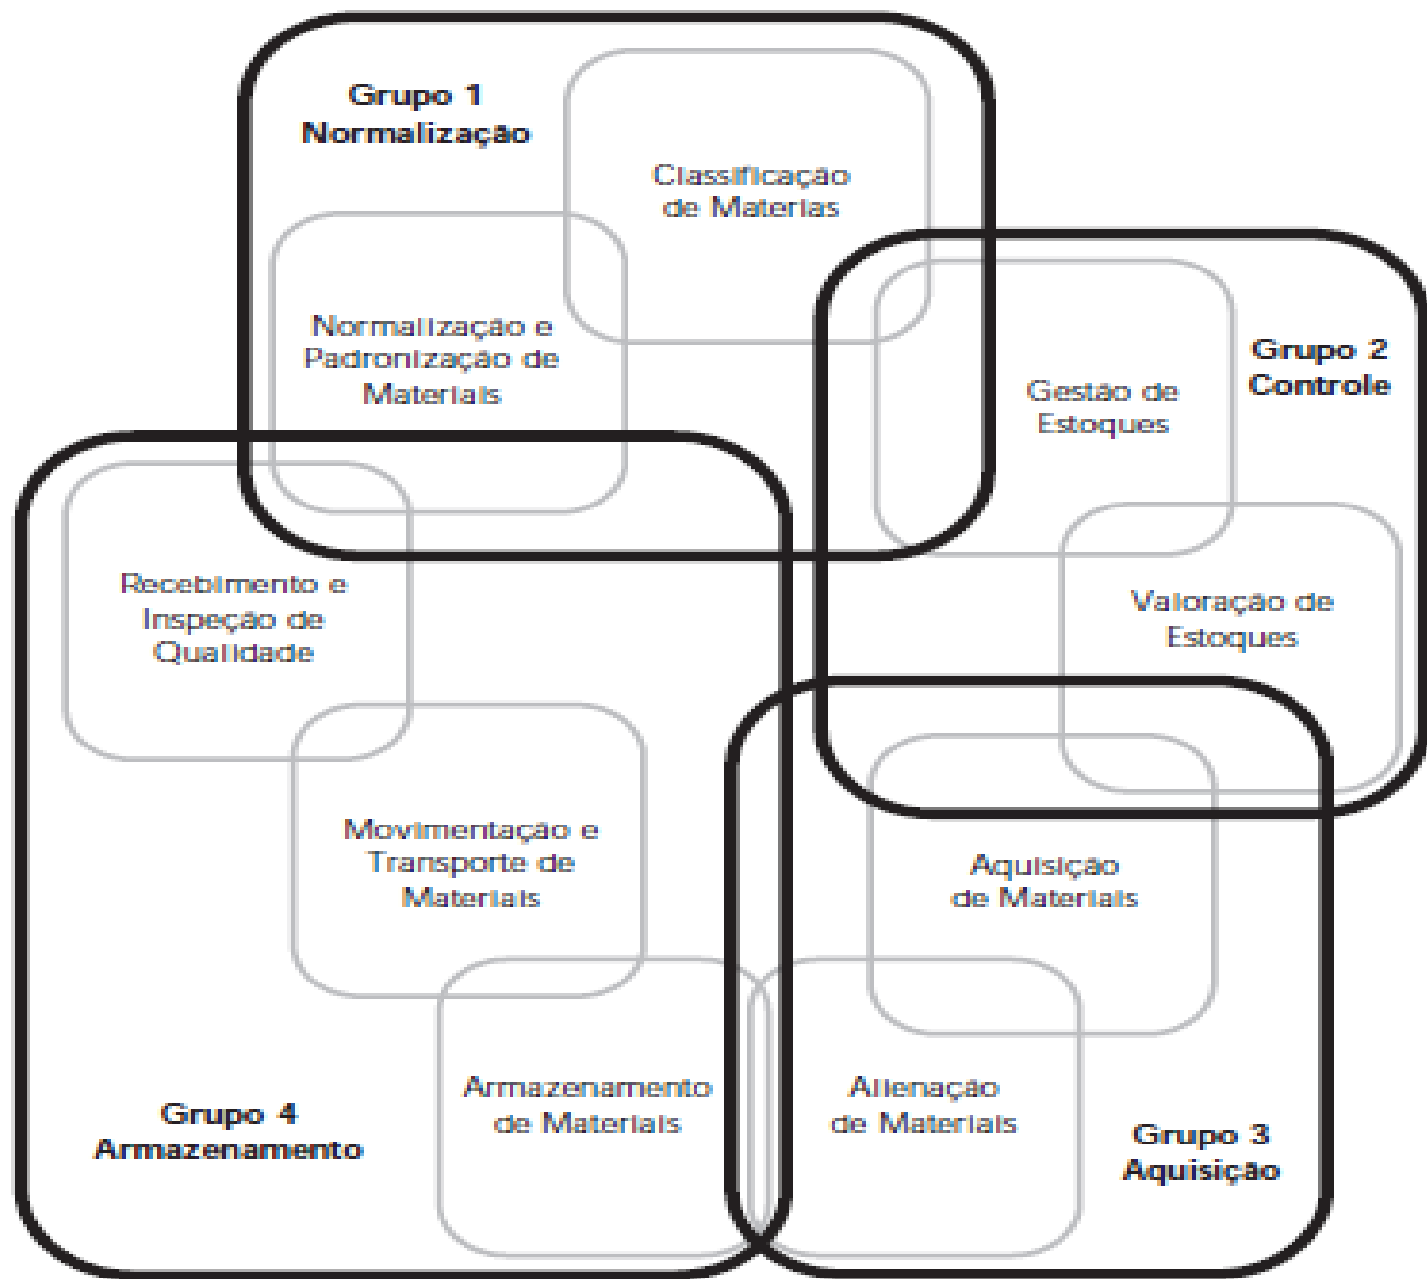 Grupo 1
Normalização
Classificação
de Materias
Normalização e
Padronização de
Materiais
Grupo 2
Controle
Gestão de
Estoques
Valoração de
Estoques
Recebimento e
Inspeção de
Qualidade
Movimentação e
Transporte de
Materiais
Aquisição
de Materiais
Armazenamento
de Materiais
Alienação
de Materiais
Grupo 4
Armazenamento
Grupo 3
Aquisição